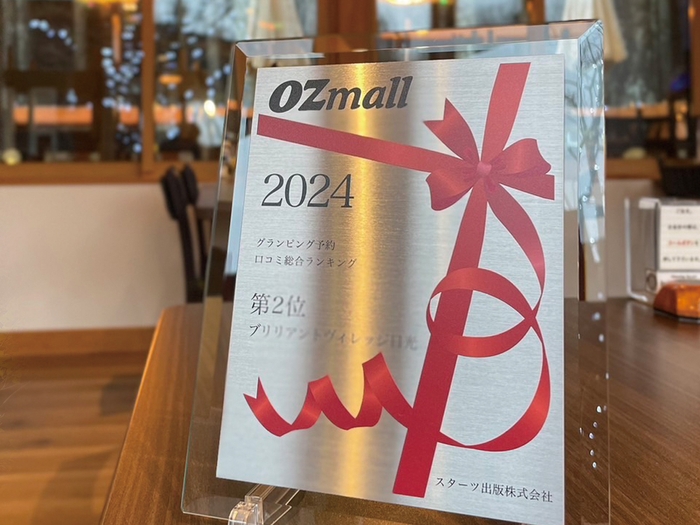 OZmall
2024
グランピング予約
口コミ総合ランキング
第2位
ブリリアントヴィレッジ日光
スターツ出版株式会社